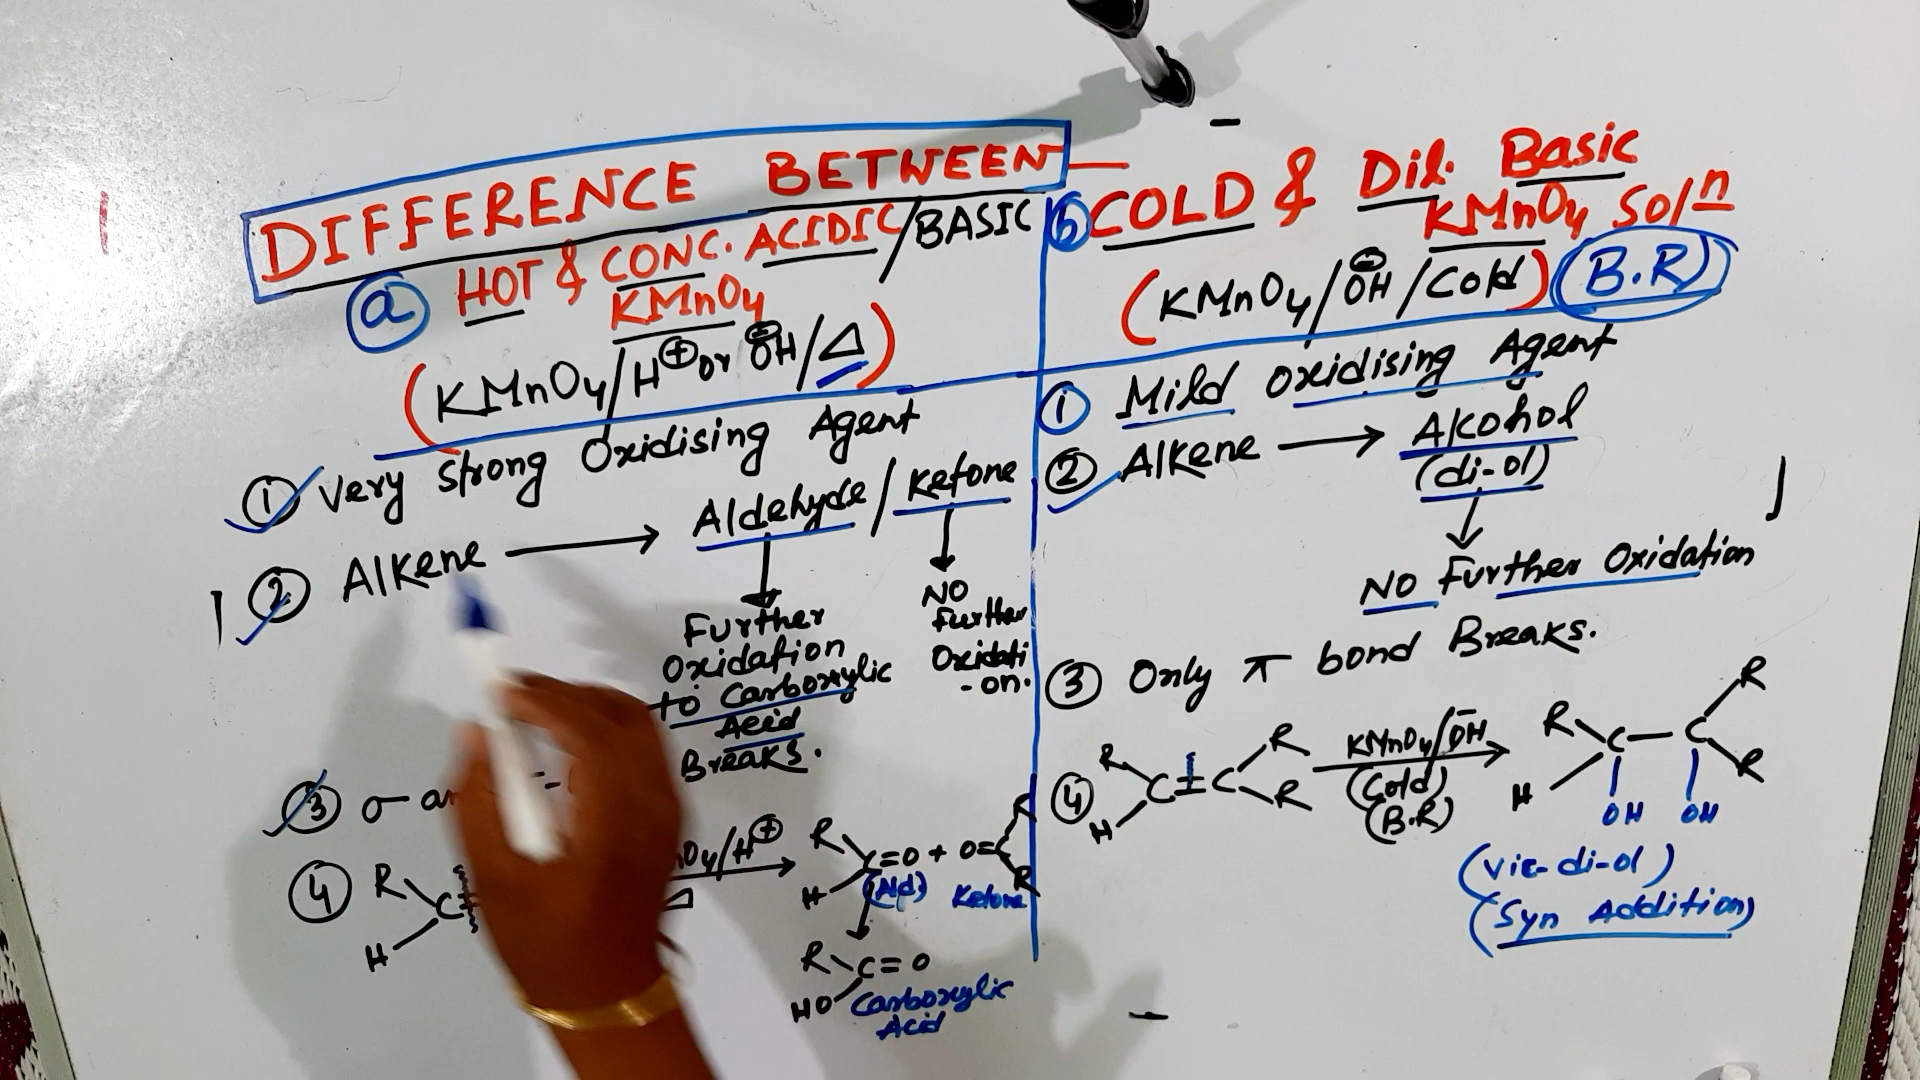 DIFFERENCE BETWEEN —
(a) HOT & CONC. ACIDIC/BASIC
KMnO4
(KMnO4/H⊕ or ⊖OH/Δ)
① Very strong Oxidising Agent
② Alkene ⟶ Aldehyde / Ketone
Further
Oxidation
to Carboxylic
Acid
NO
Further
Oxidati
-on.
③ σ
Breaks.
④ R
C
H
/H⊕
Δ
R
C=O + O=C
H
R
R
(Ald)
Ketone
R
C=O
HO
Carboxylic
Acid
(b) COLD & Dil. Basic
KMnO4 Sol<u>n</u>
(KMnO4/⊖OH/Cold) (B.R)
① Mild oxidising Agent
② Alkene ⟶ Alcohol
(di-ol)
NO Further Oxidation
③ Only π bond Breaks.
④ R
H
C=C
R
R
KMnO4/OH
(Cold)
(B.R)
R
H
C—C
R
R
OH OH
(Vic-di-ol)
(Syn Addition)